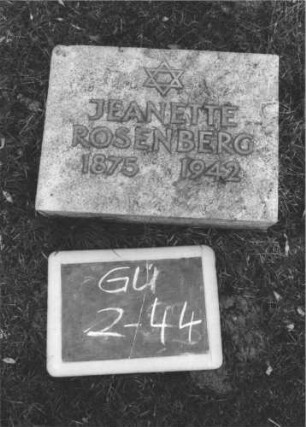 JEANETTE
ROSENBERG
1875 1942
GU
2-44